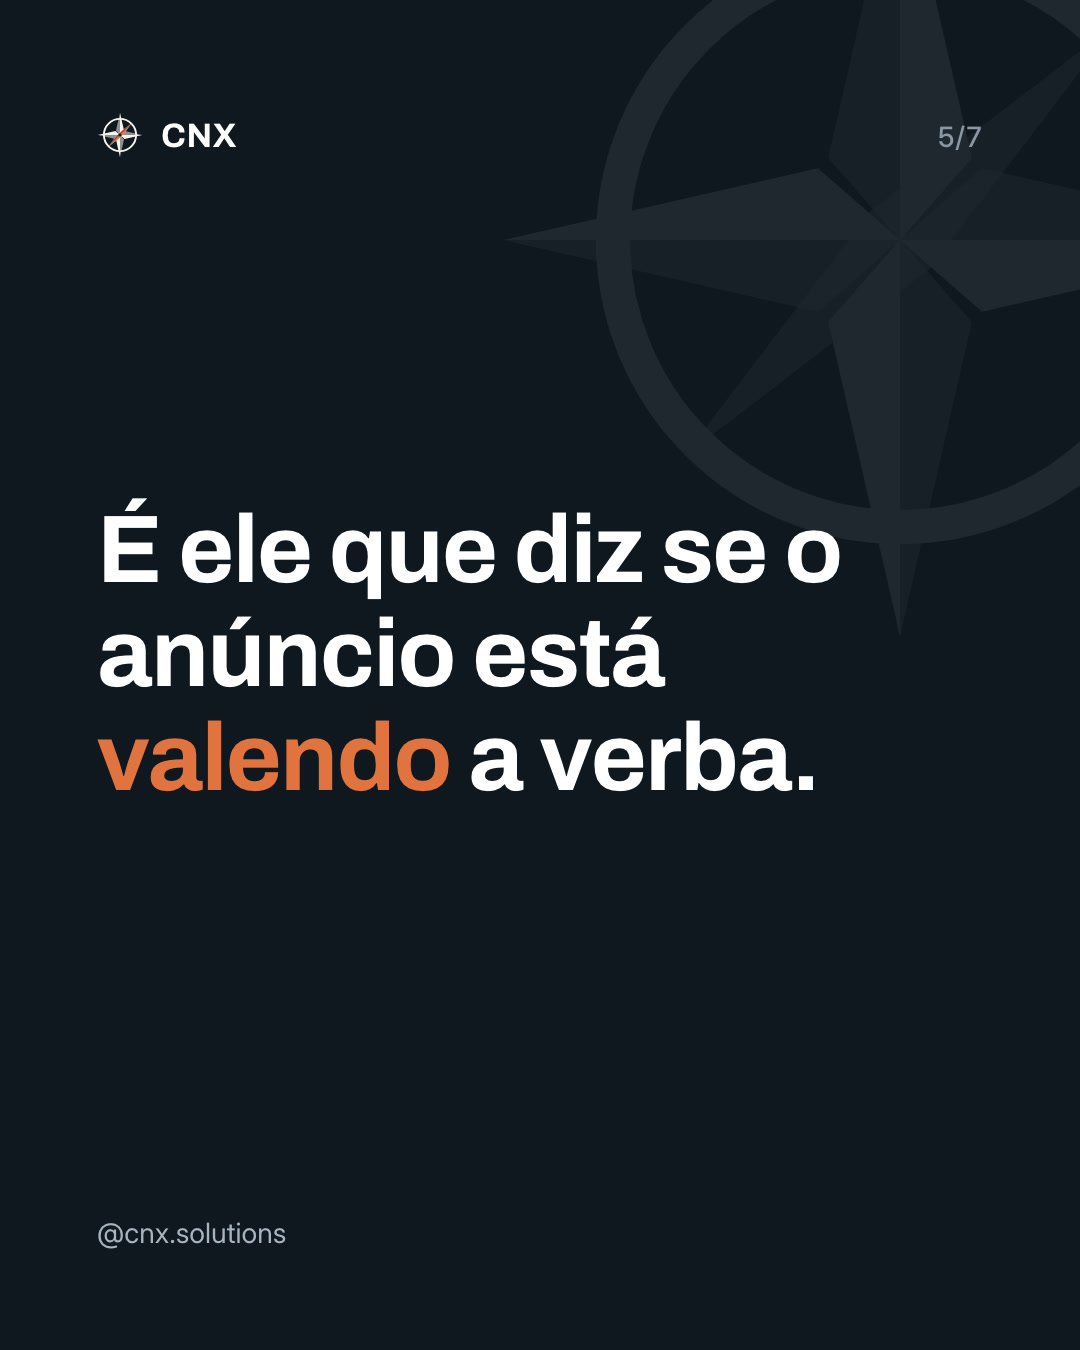 CNX
5/7
É ele que diz se o
anúncio está
valendo a verba.
@cnx.solutions